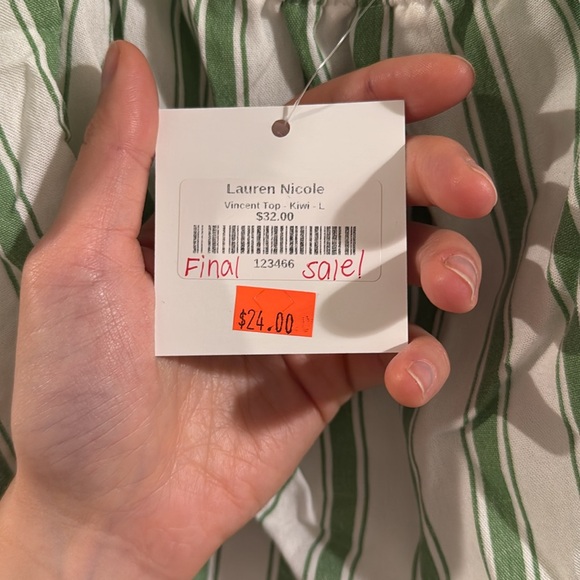 Lauren Nicole
Vincent Top - Kiwi - L
$32.00
Final 123466 sale!
$24.00